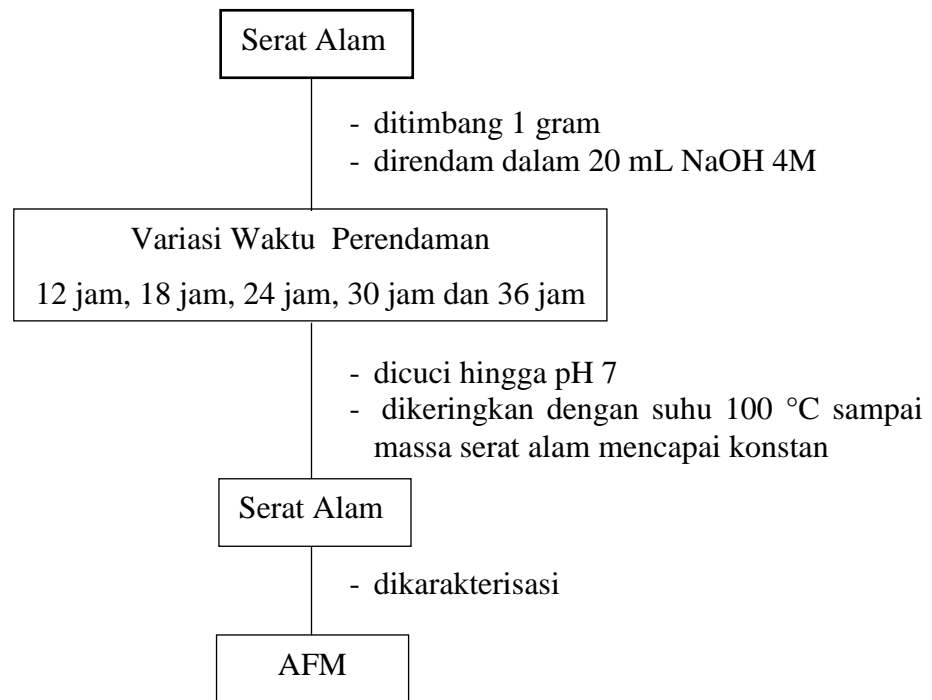 Serat Alam
- ditimbang 1 gram
- direndam dalam 20 mL NaOH 4M
Variasi Waktu Perendaman
12 jam, 18 jam, 24 jam, 30 jam dan 36 jam
- dicuci hingga pH 7
- dikeringkan dengan suhu 100 °C sampai
massa serat alam mencapai konstan
Serat Alam
- dikarakterisasi
AFM